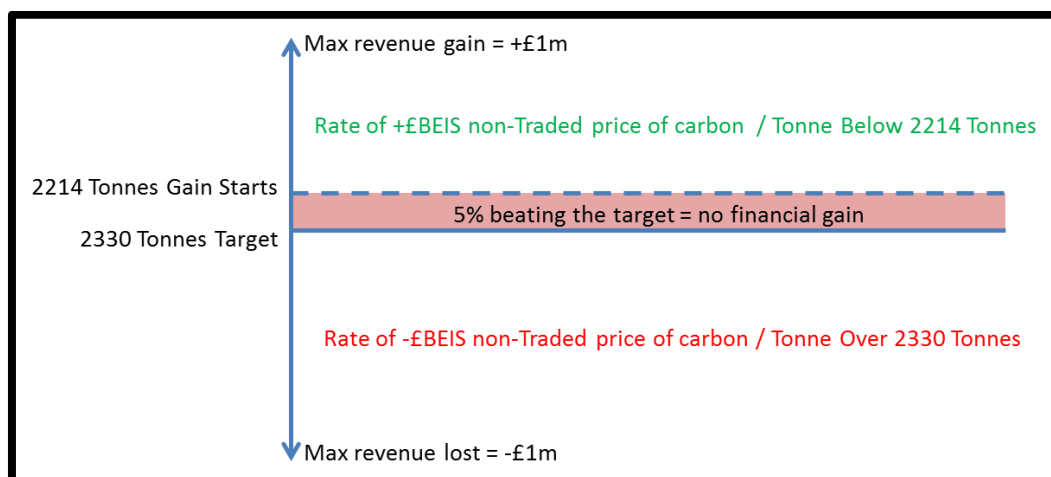 Max revenue gain = +£1m
Rate of +£BEIS non-Traded price of carbon / Tonne Below 2214 Tonnes
2214 Tonnes Gain Starts
5% beating the target = no financial gain
2330 Tonnes Target
Rate of -£BEIS non-Traded price of carbon / Tonne Over 2330 Tonnes
Max revenue lost = -£1m